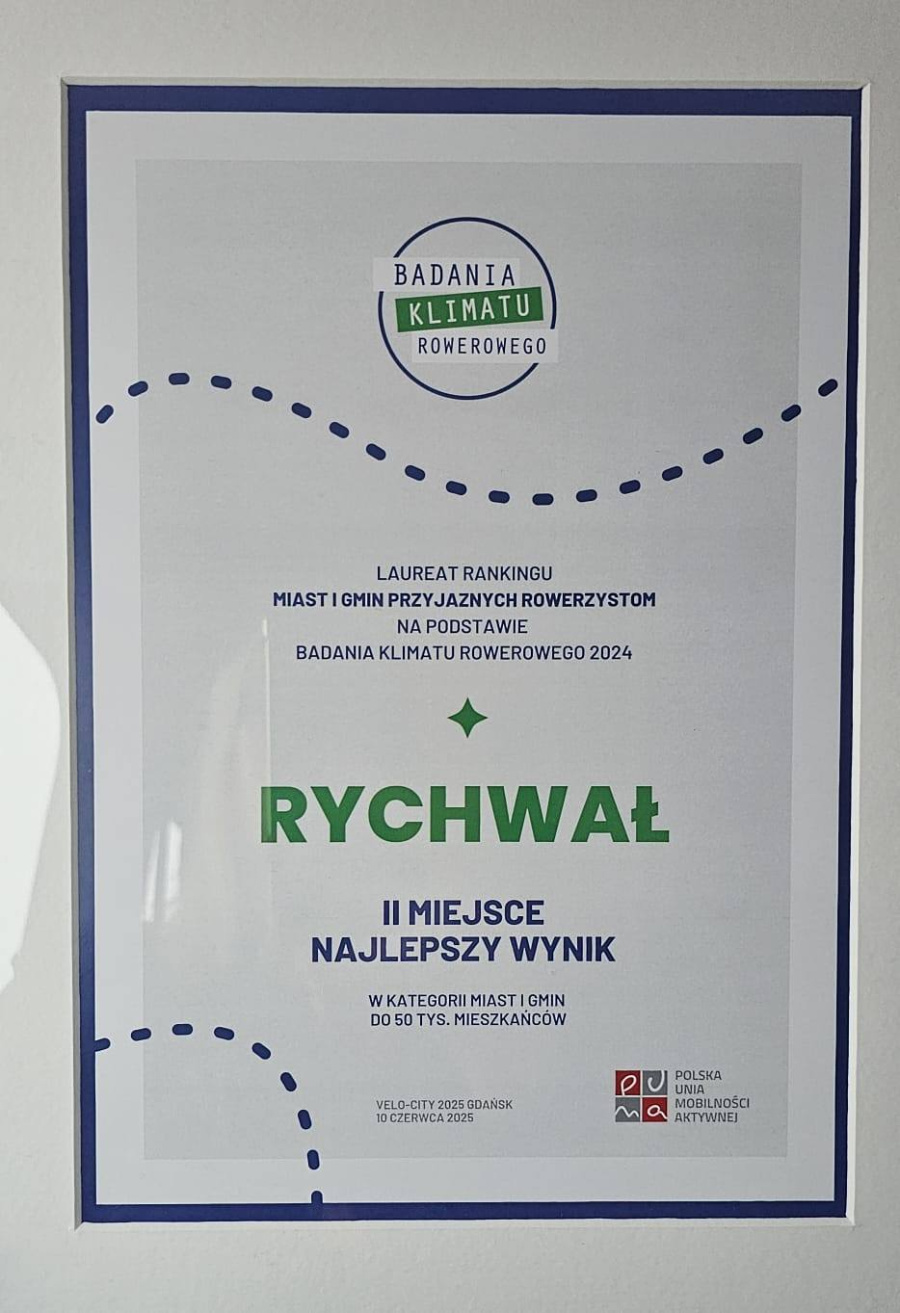 BADANIA
KLIMATU
ROWEROWEGO
LAUREAT RANKINGU
MIAST I GMIN PRZYJAZNYCH ROWERZYSTOM
NA PODSTAWIE
BADANIA KLIMATU ROWEROWEGO 2024
RYCHWAŁ
II MIEJSCE
NAJLEPSZY WYNIK
W KATEGORII MIAST I GMIN
DO 50 TYS. MIESZKAŃCÓW
VELO-CITY 2025 GDAŃSK
10 CZERWCA 2025
PU
ma
POLSKA
UNIA
MOBILNOŚCI
AKTYWNEJ